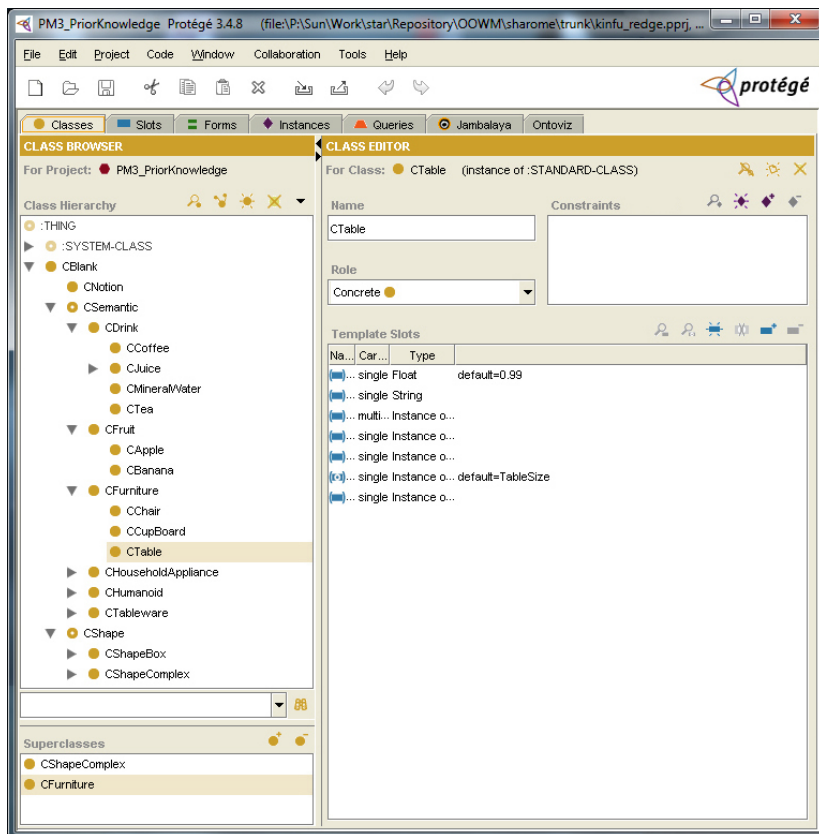 PM3_PriorKnowledge Protégé 3.4.8 (file:\P:\Sun\Work\star\Repository\OOWM\sharome\trunk\kinfu_redge.pprj, ...
File Edit Project Code Window Collaboration Tools Help
protégé
Classes Slots Forms Instances Queries Jambalaya Ontoviz
CLASS BROWSER
For Project: PM3_PriorKnowledge
Class Hierarchy
:THING
:SYSTEM-CLASS
CBlank
CNotion
CSemantic
CDrink
CCoffee
CJuice
CMineralWater
CTea
CFruit
CApple
CBanana
CFurniture
CChair
CCupBoard
CTable
CHouseholdAppliance
CHumanoid
CTableware
CShape
CShapeBox
CShapeComplex
Superclasses
CShapeComplex
CFurniture
CLASS EDITOR
For Class: CTable (instance of :STANDARD-CLASS)
Name Constraints
CTable
Role
Concrete
Template Slots
Na... Car... Type
... single Float default=0.99
... single String
... multi... Instance o...
... single Instance o...
... single Instance o...
... single Instance o... default=TableSize
... single Instance o...